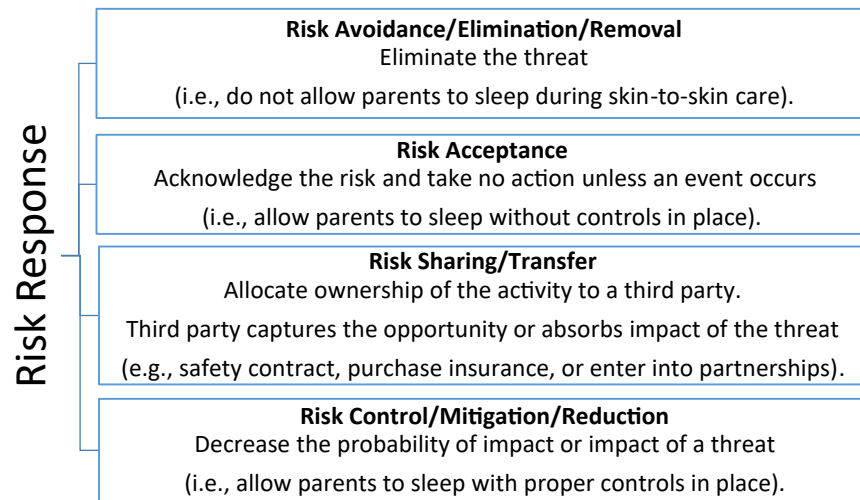 Risk Response
Risk Avoidance/Elimination/Removal
Eliminate the threat
(i.e., do not allow parents to sleep during skin-to-skin care).
Risk Acceptance
Acknowledge the risk and take no action unless an event occurs
(i.e., allow parents to sleep without controls in place).
Risk Sharing/Transfer
Allocate ownership of the activity to a third party.
Third party captures the opportunity or absorbs impact of the threat
(e.g., safety contract, purchase insurance, or enter into partnerships).
Risk Control/Mitigation/Reduction
Decrease the probability of impact or impact of a threat
(i.e., allow parents to sleep with proper controls in place).